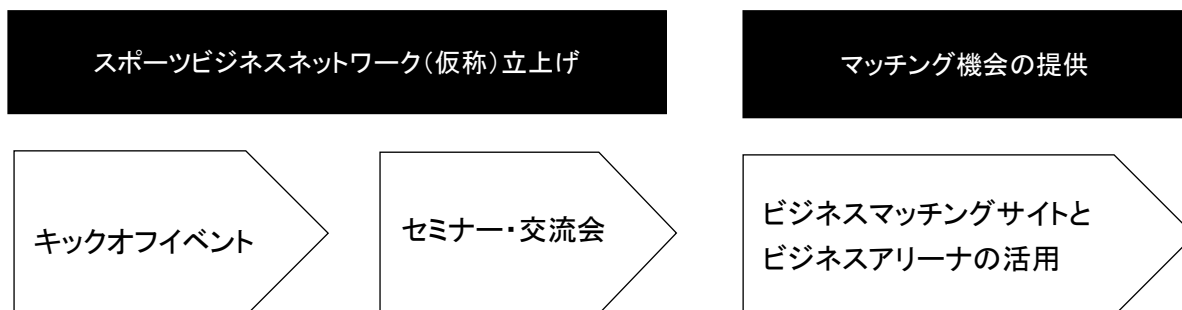 スポーツビジネスネットワーク（仮称）立上げ
マッチング機会の提供
キックオフイベント
セミナー・交流会
ビジネスマッチングサイトと
ビジネスアリーナの活用